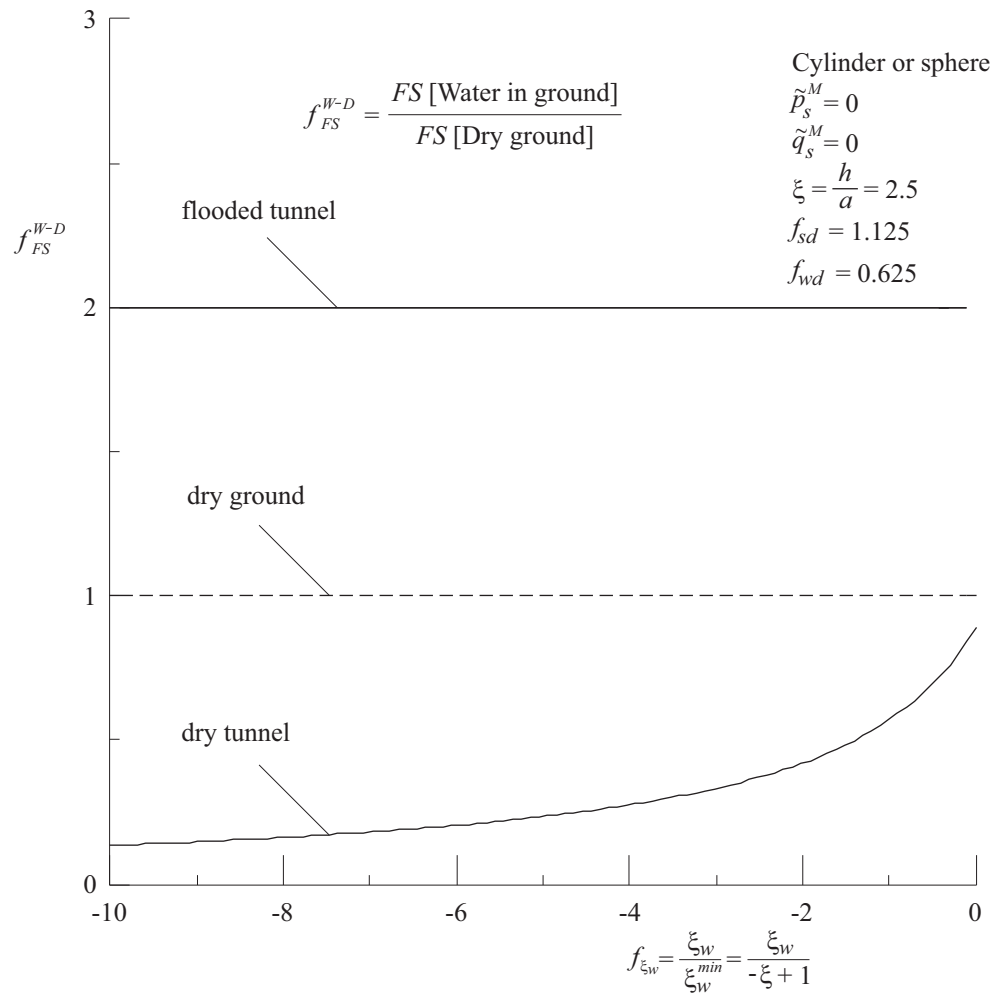 3
Cylinder or sphere
p̃_s^M = 0
q̃_s^M = 0
ξ = h/a = 2.5
f_sd = 1.125
f_wd = 0.625
f_FS^W-D = FS [Water in ground] / FS [Dry ground]
flooded tunnel
f_FS^W-D
2
dry ground
1
dry tunnel
0
-10 -8 -6 -4 -2 0
f_ξw = ξ_w / ξ_w^min = ξ_w / -ξ + 1